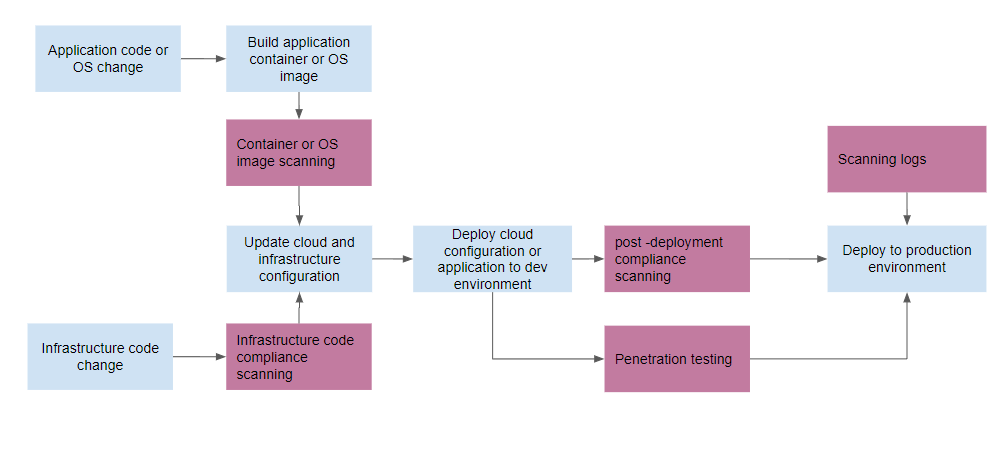 Application code or
OS change
Build application
container or OS
image
Container or OS
image scanning
Scanning logs
Update cloud and
infrastructure
configuration
Deploy cloud
configuration or
application to dev
environment
post -deployment
compliance
scanning
Deploy to production
environment
Infrastructure code
change
Infrastructure code
compliance
scanning
Penetration testing